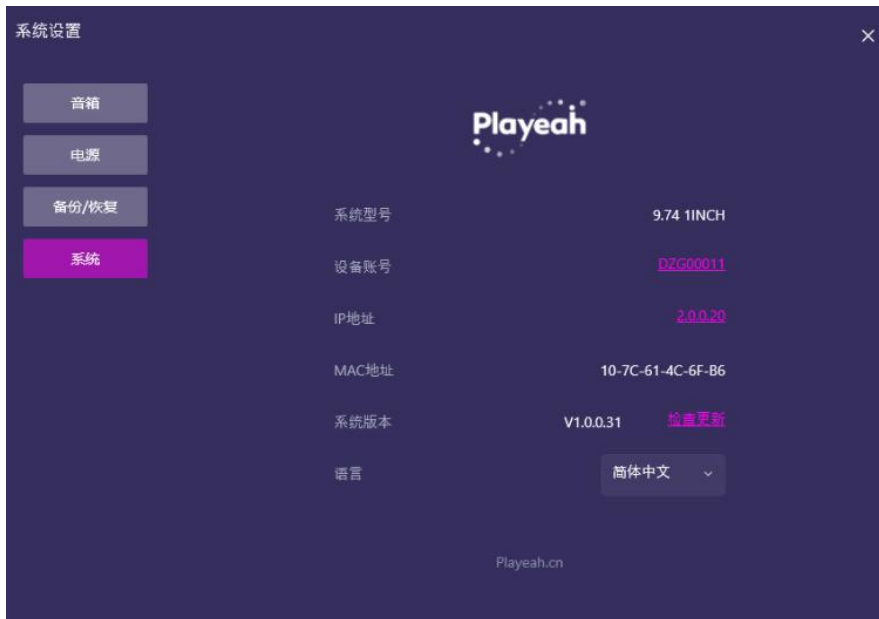 系统设置
音箱
电源
备份/恢复
系统
Playeah
系统型号 9.74 1INCH
设备账号 DZG00011
IP地址 2.0.0.20
MAC地址 10-7C-61-4C-6F-B6
系统版本 V1.0.0.31 检查更新
语言 简体中文
Playeah.cn